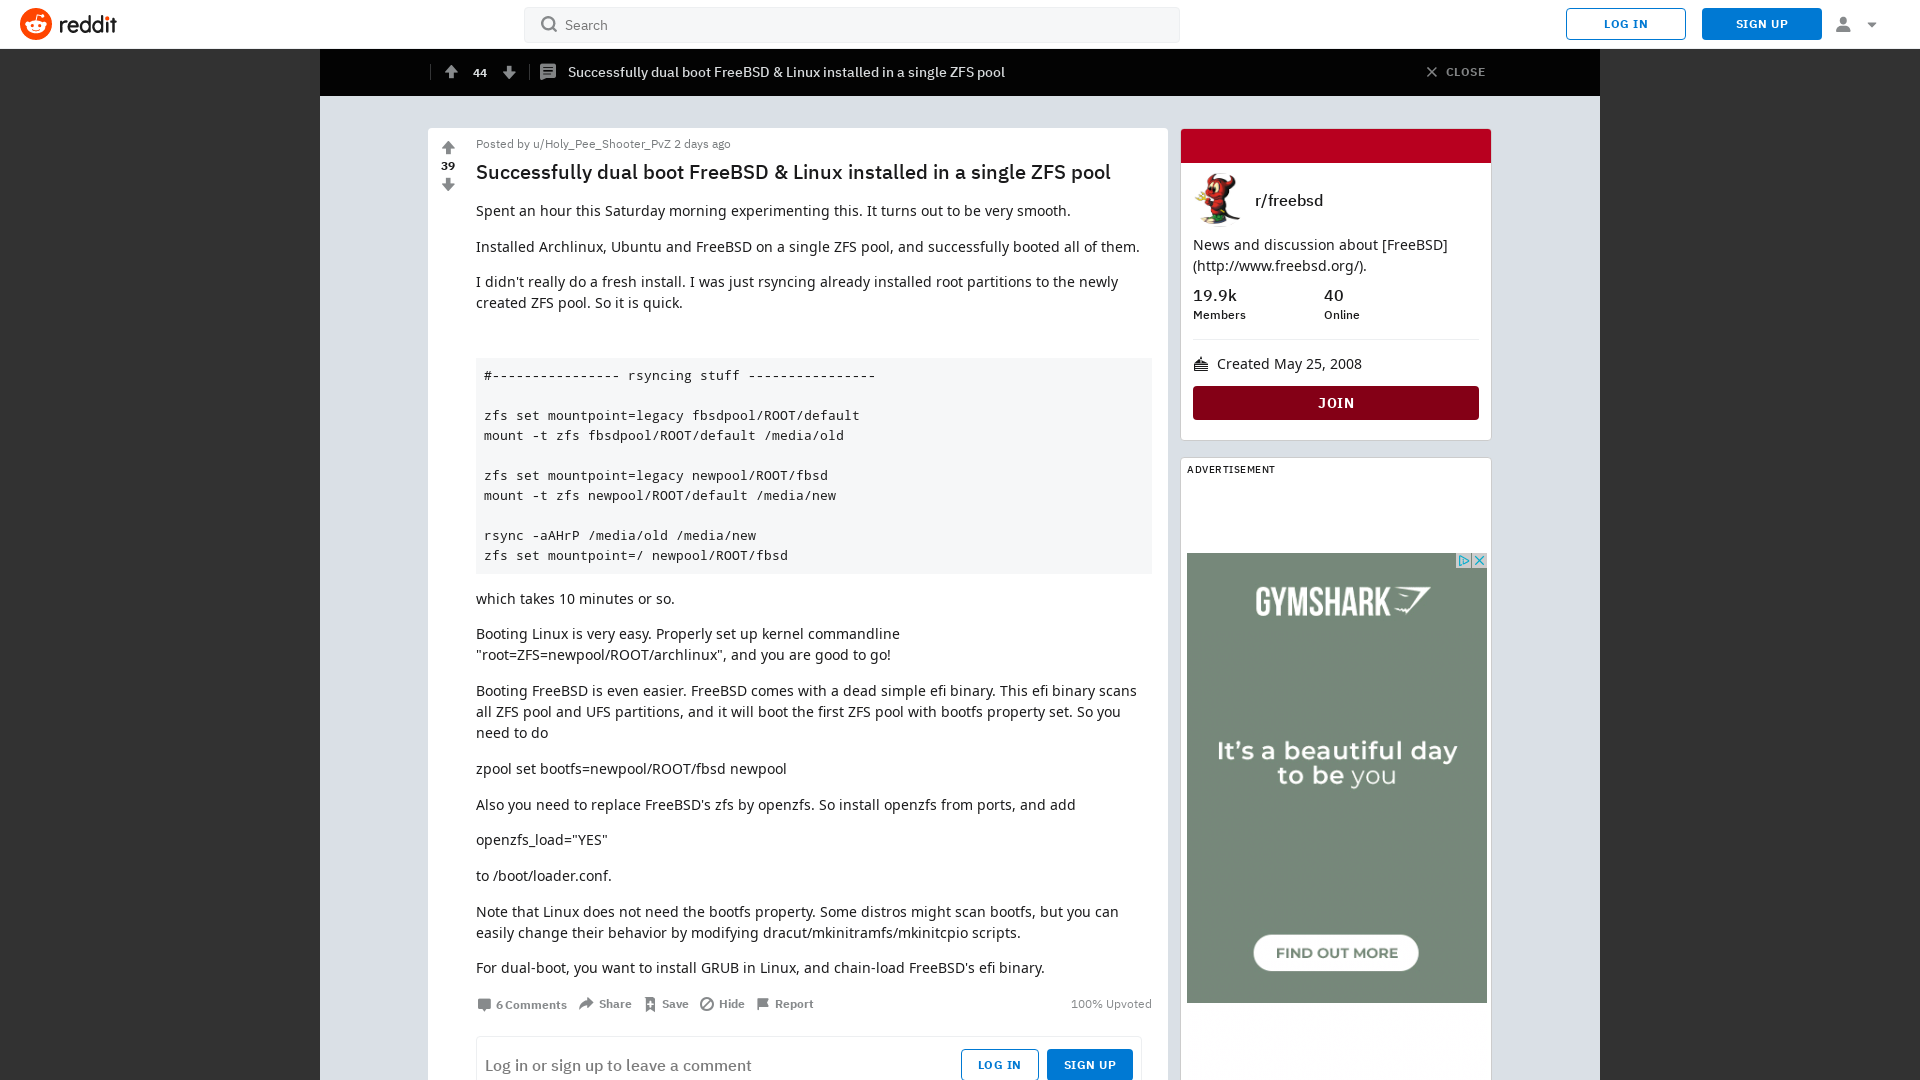 reddit
Search
LOG IN
SIGN UP
44
Successfully dual boot FreeBSD & Linux installed in a single ZFS pool
CLOSE
39
Posted by u/Holy_Pee_Shooter_PvZ 2 days ago
Successfully dual boot FreeBSD & Linux installed in a single ZFS pool
Spent an hour this Saturday morning experimenting this. It turns out to be very smooth.
Installed Archlinux, Ubuntu and FreeBSD on a single ZFS pool, and successfully booted all of them.
I didn't really do a fresh install. I was just rsyncing already installed root partitions to the newly
created ZFS pool. So it is quick.
#---------------- rsyncing stuff ----------------
zfs set mountpoint=legacy fbsdpool/ROOT/default
mount -t zfs fbsdpool/ROOT/default /media/old
zfs set mountpoint=legacy newpool/ROOT/fbsd
mount -t zfs newpool/ROOT/default /media/new
rsync -aAHrP /media/old /media/new
zfs set mountpoint=/ newpool/ROOT/fbsd
which takes 10 minutes or so.
Booting Linux is very easy. Properly set up kernel commandline
"root=ZFS=newpool/ROOT/archlinux", and you are good to go!
Booting FreeBSD is even easier. FreeBSD comes with a dead simple efi binary. This efi binary scans
all ZFS pool and UFS partitions, and it will boot the first ZFS pool with bootfs property set. So you
need to do
zpool set bootfs=newpool/ROOT/fbsd newpool
Also you need to replace FreeBSD's zfs by openzfs. So install openzfs from ports, and add
openzfs_load="YES"
to /boot/loader.conf.
Note that Linux does not need the bootfs property. Some distros might scan bootfs, but you can
easily change their behavior by modifying dracut/mkinitramfs/mkinitcpio scripts.
For dual-boot, you want to install GRUB in Linux, and chain-load FreeBSD's efi binary.
6 Comments
Share
Save
Hide
Report
100% Upvoted
Log in or sign up to leave a comment
LOG IN
SIGN UP
r/freebsd
News and discussion about [FreeBSD]
(http://www.freebsd.org/).
19.9k
40
Members
Online
Created May 25, 2008
JOIN
ADVERTISEMENT
GYMSHARK
It's a beautiful day
to be you
FIND OUT MORE